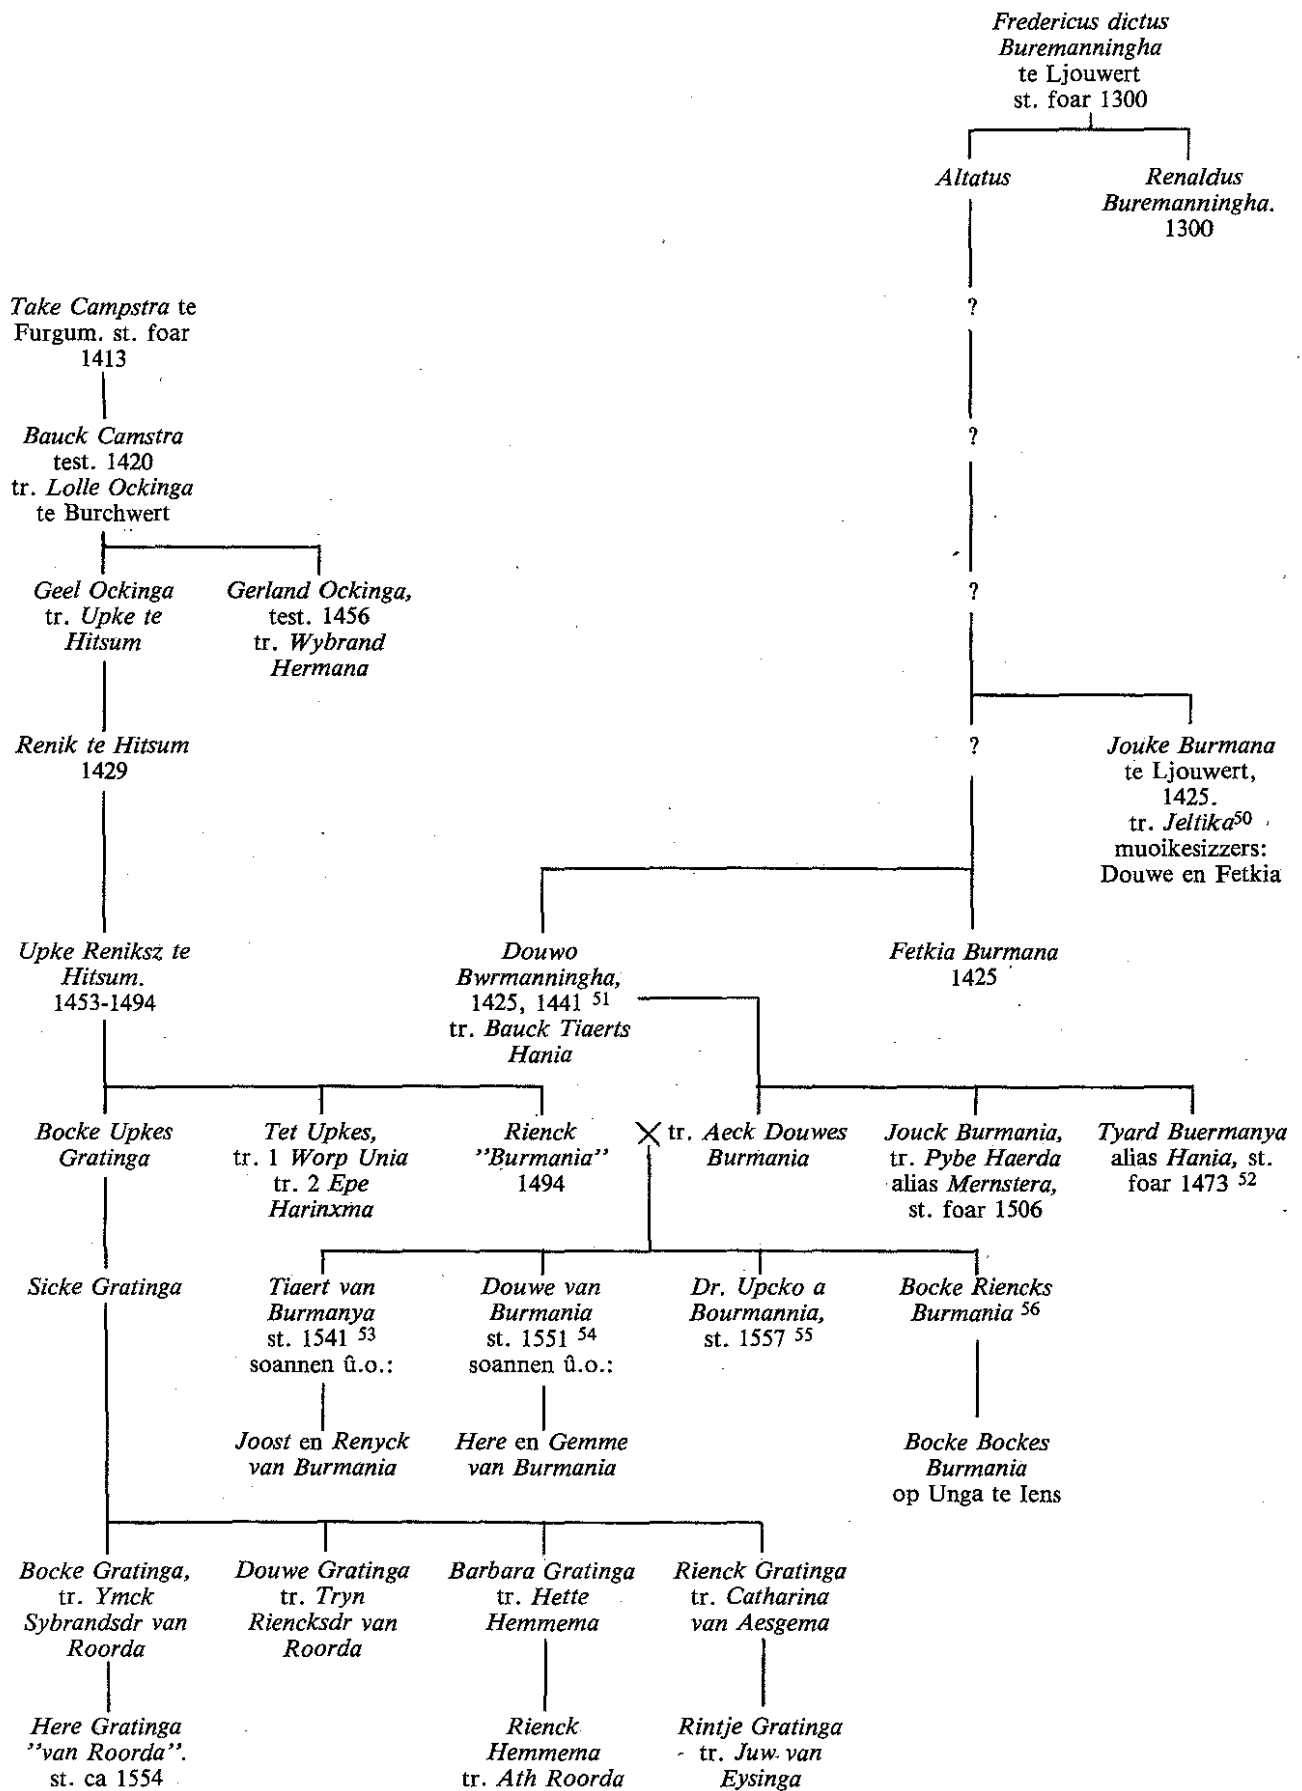 Fredericus dictus
Buremanningha
te Ljouwert
st. foar 1300
Altatus
Renaldus
Buremanningha.
1300
?
?
?
?
Take Campstra te
Furgum. st. foar
1413
Bauck Camstra
test. 1420
tr. Lolle Ockinga
te Burchwert
Geel Ockinga
tr. Upke te
Hitsum
Gerland Ockinga,
test. 1456
tr. Wybrand
Hermana
Renik te Hitsum
1429
Jouke Burmana
te Ljouwert,
1425.
tr. Jeltika50
muoikesizzers:
Douwe en Fetkia
Upke Reniksz te
Hitsum.
1453-1494
Douwo
Bwrmanningha,
1425, 1441 51
tr. Bauck Tiaerts
Hania
Fetkia Burmana
1425
Bocke Upkes
Gratinga
Tet Upkes,
tr. 1 Worp Unia
tr. 2 Epe
Harinxma
Rienck
”Burmania”
1494
X tr. Aeck Douwes
Burmania
Jouck Burmania,
tr. Pybe Haerda
alias Mernstera,
st. foar 1506
Tyard Buermanya
alias Hania, st.
foar 1473 52
Sicke Gratinga
Tiaert van
Burmanya
st. 1541 53
soannen û.o.:
Douwe van
Burmania
st. 1551 54
soannen û.o.:
Dr. Upcko a
Bourmannia,
st. 1557 55
Bocke Riencks
Burmania 56
Joost en Renyck
van Burmania
Here en Gemme
van Burmania
Bocke Bockes
Burmania
op Unga te Iens
Bocke Gratinga,
tr. Ymck
Sybrandsdr van
Roorda
Douwe Gratinga
tr. Tryn
Riencksdr van
Roorda
Barbara Gratinga
tr. Hette
Hemmema
Rienck Gratinga
tr. Catharina
van Aesgema
Here Gratinga
”van Roorda”.
st. ca 1554
Rienck
Hemmema
tr. Ath Roorda
Rintje Gratinga
tr. Juw van
Eysinga